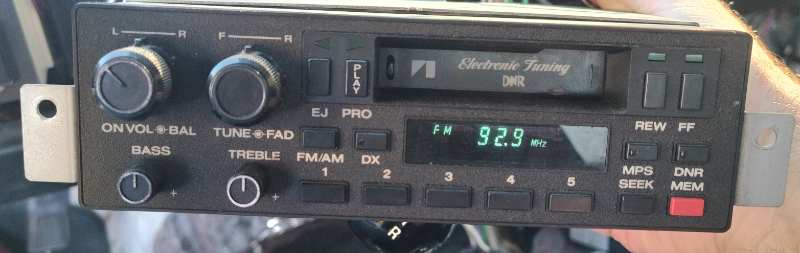 L R F R
PLAY
Electronic Tuning
DNR
EJ PRO
REW FF
ON VOL BAL TUNE FAD
FM 92.9 MHz
BASS TREBLE
FM/AM DX
MPS DNR
SEEK MEM
1 2 3 4 5
+ +
R